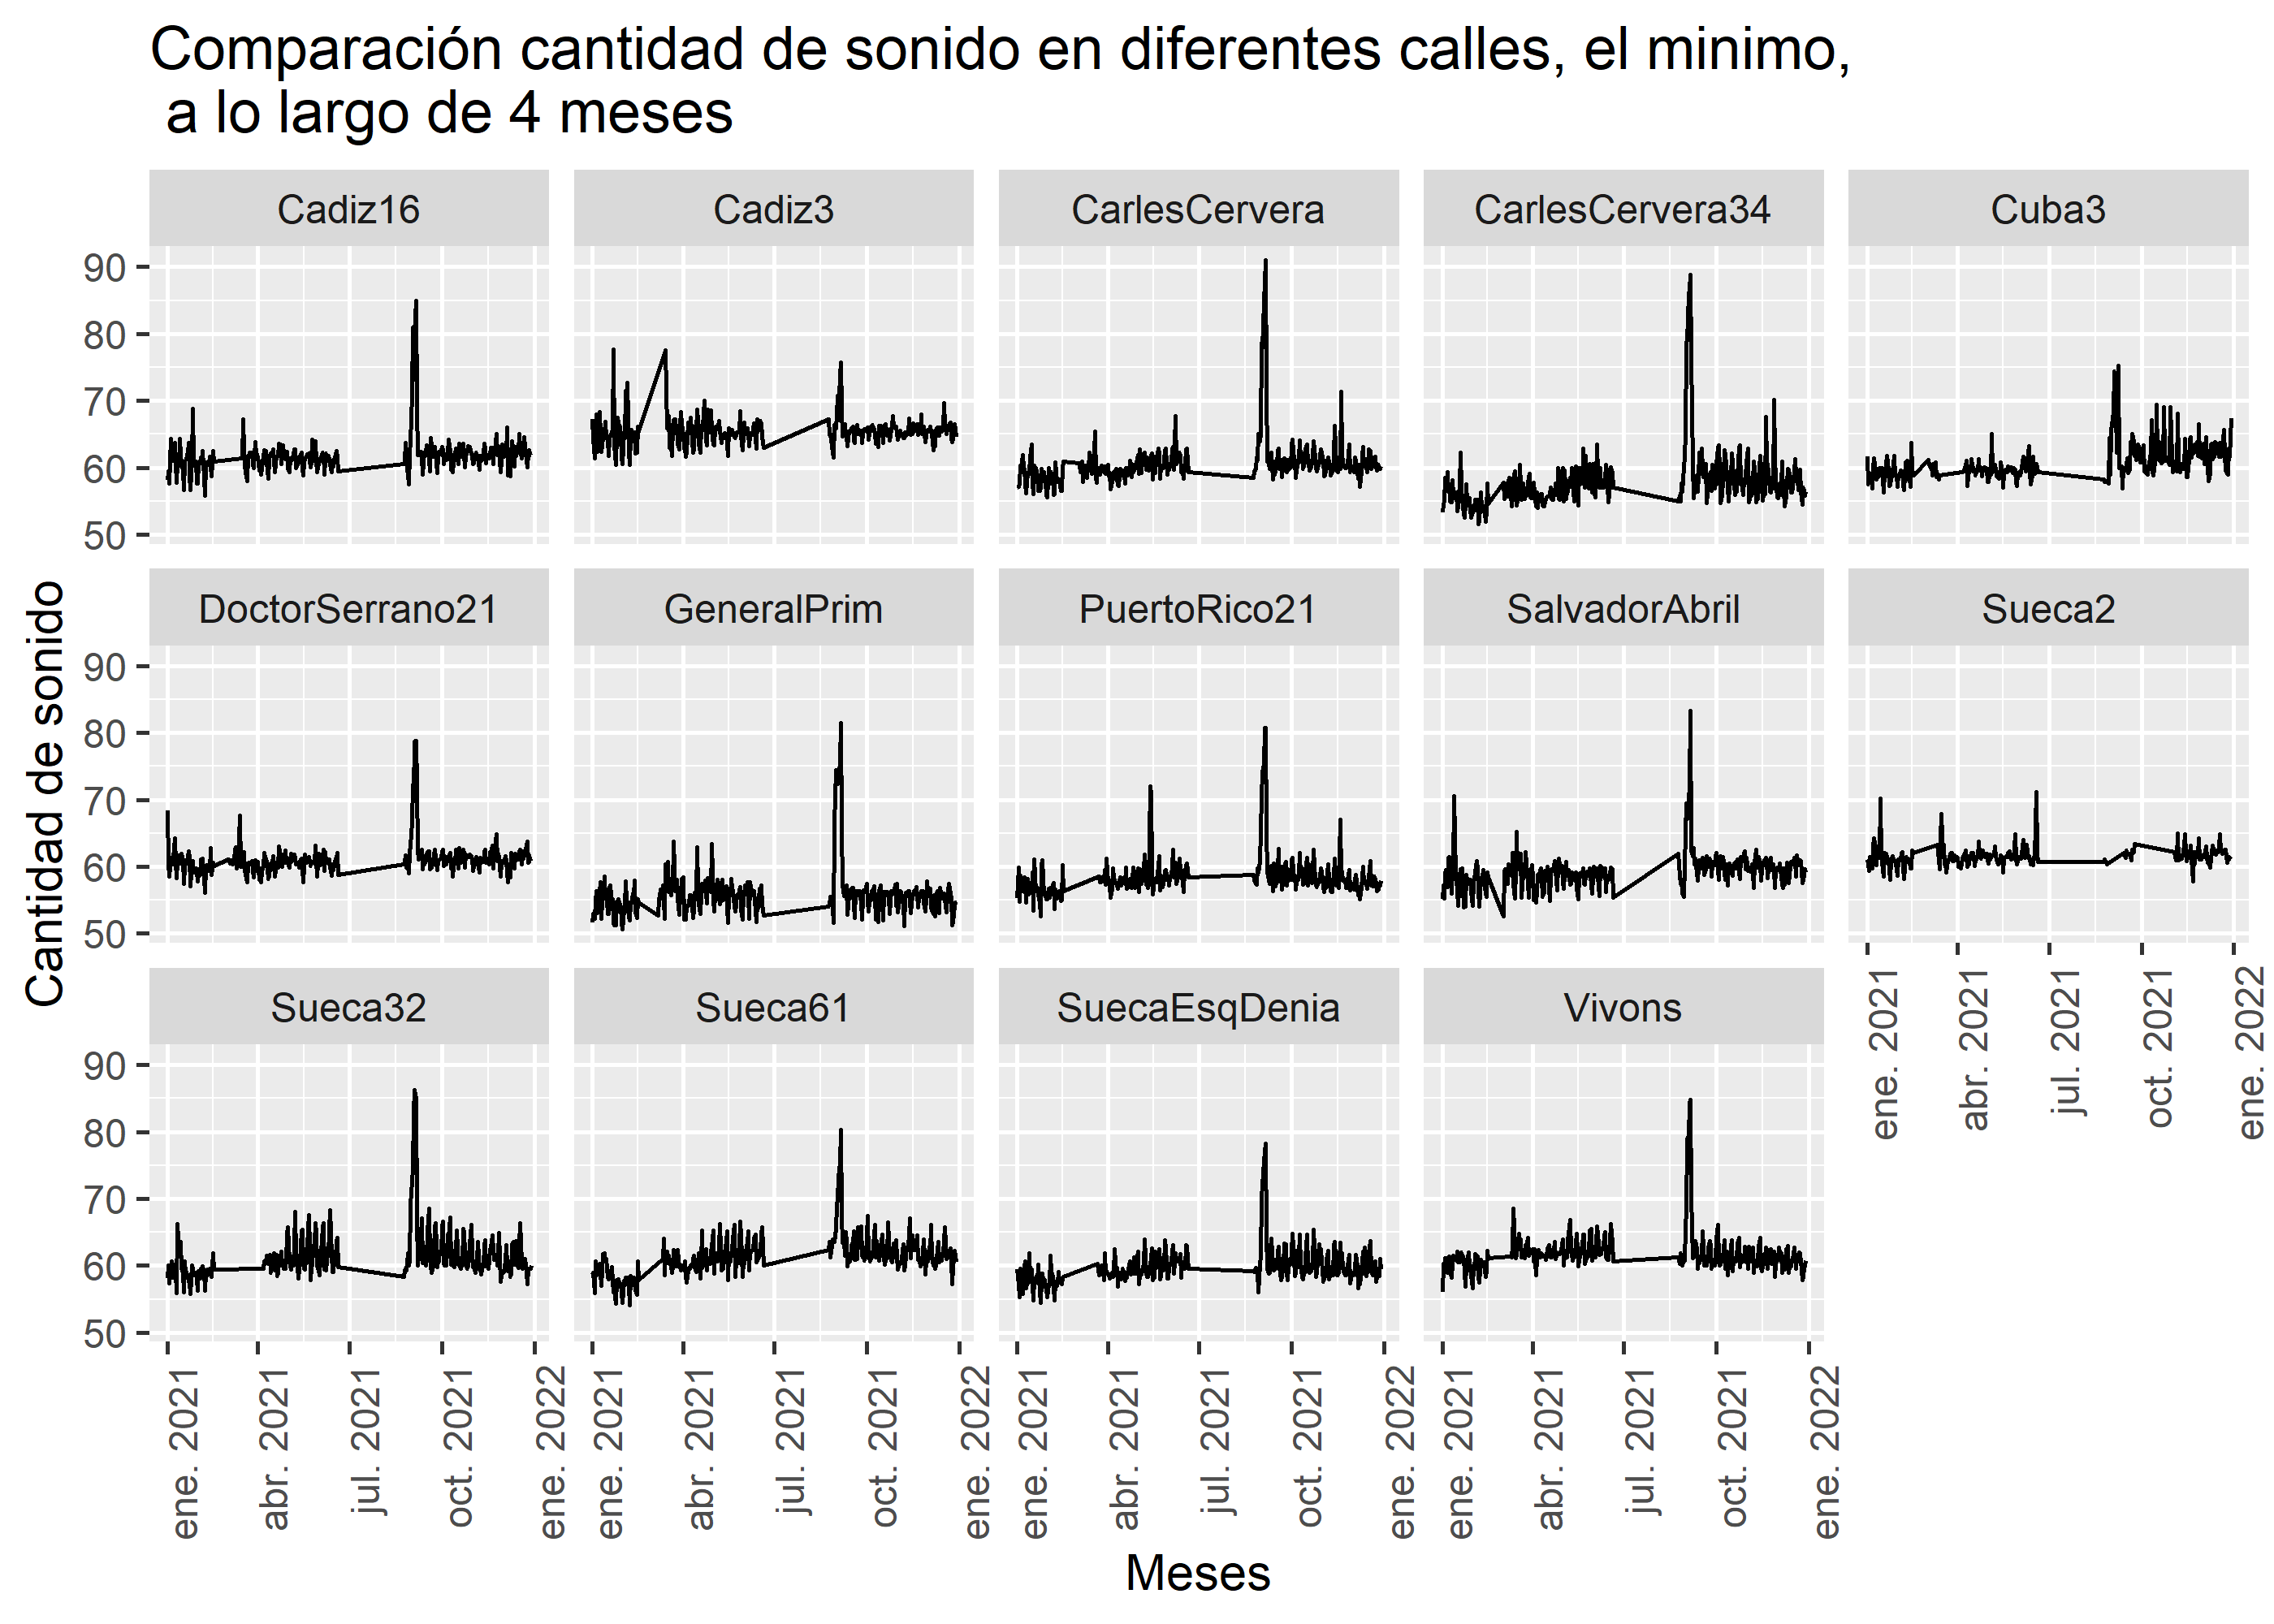 Comparación cantidad de sonido en diferentes calles, el minimo,
a lo largo de 4 meses
Cadiz16
Cadiz3
CarlesCervera
CarlesCervera34
Cuba3
90
80
70
60
50
DoctorSerrano21
GeneralPrim
PuertoRico21
SalvadorAbril
Sueca2
90
80
70
60
50
ene. 2021
abr. 2021
jul. 2021
oct. 2021
ene. 2022
Sueca32
Sueca61
SuecaEsqDenia
Vivons
90
80
70
60
50
ene. 2021
abr. 2021
jul. 2021
oct. 2021
ene. 2022
ene. 2021
abr. 2021
jul. 2021
oct. 2021
ene. 2022
ene. 2021
abr. 2021
jul. 2021
oct. 2021
ene. 2022
ene. 2021
abr. 2021
jul. 2021
oct. 2021
ene. 2022
Cantidad de sonido
Meses